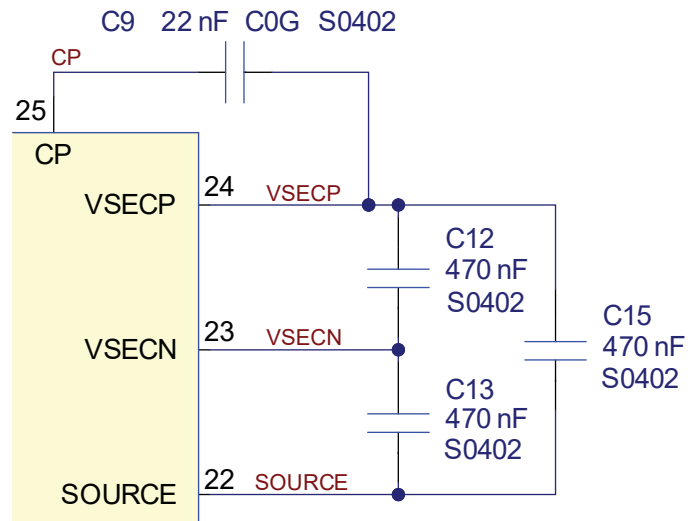 C9 22 nF C0G S0402
CP
25
CP
24
VSECP
VSECP
C12
470 nF
S0402
C15
470 nF
S0402
23
VSECN
VSECN
C13
470 nF
S0402
22
SOURCE
SOURCE